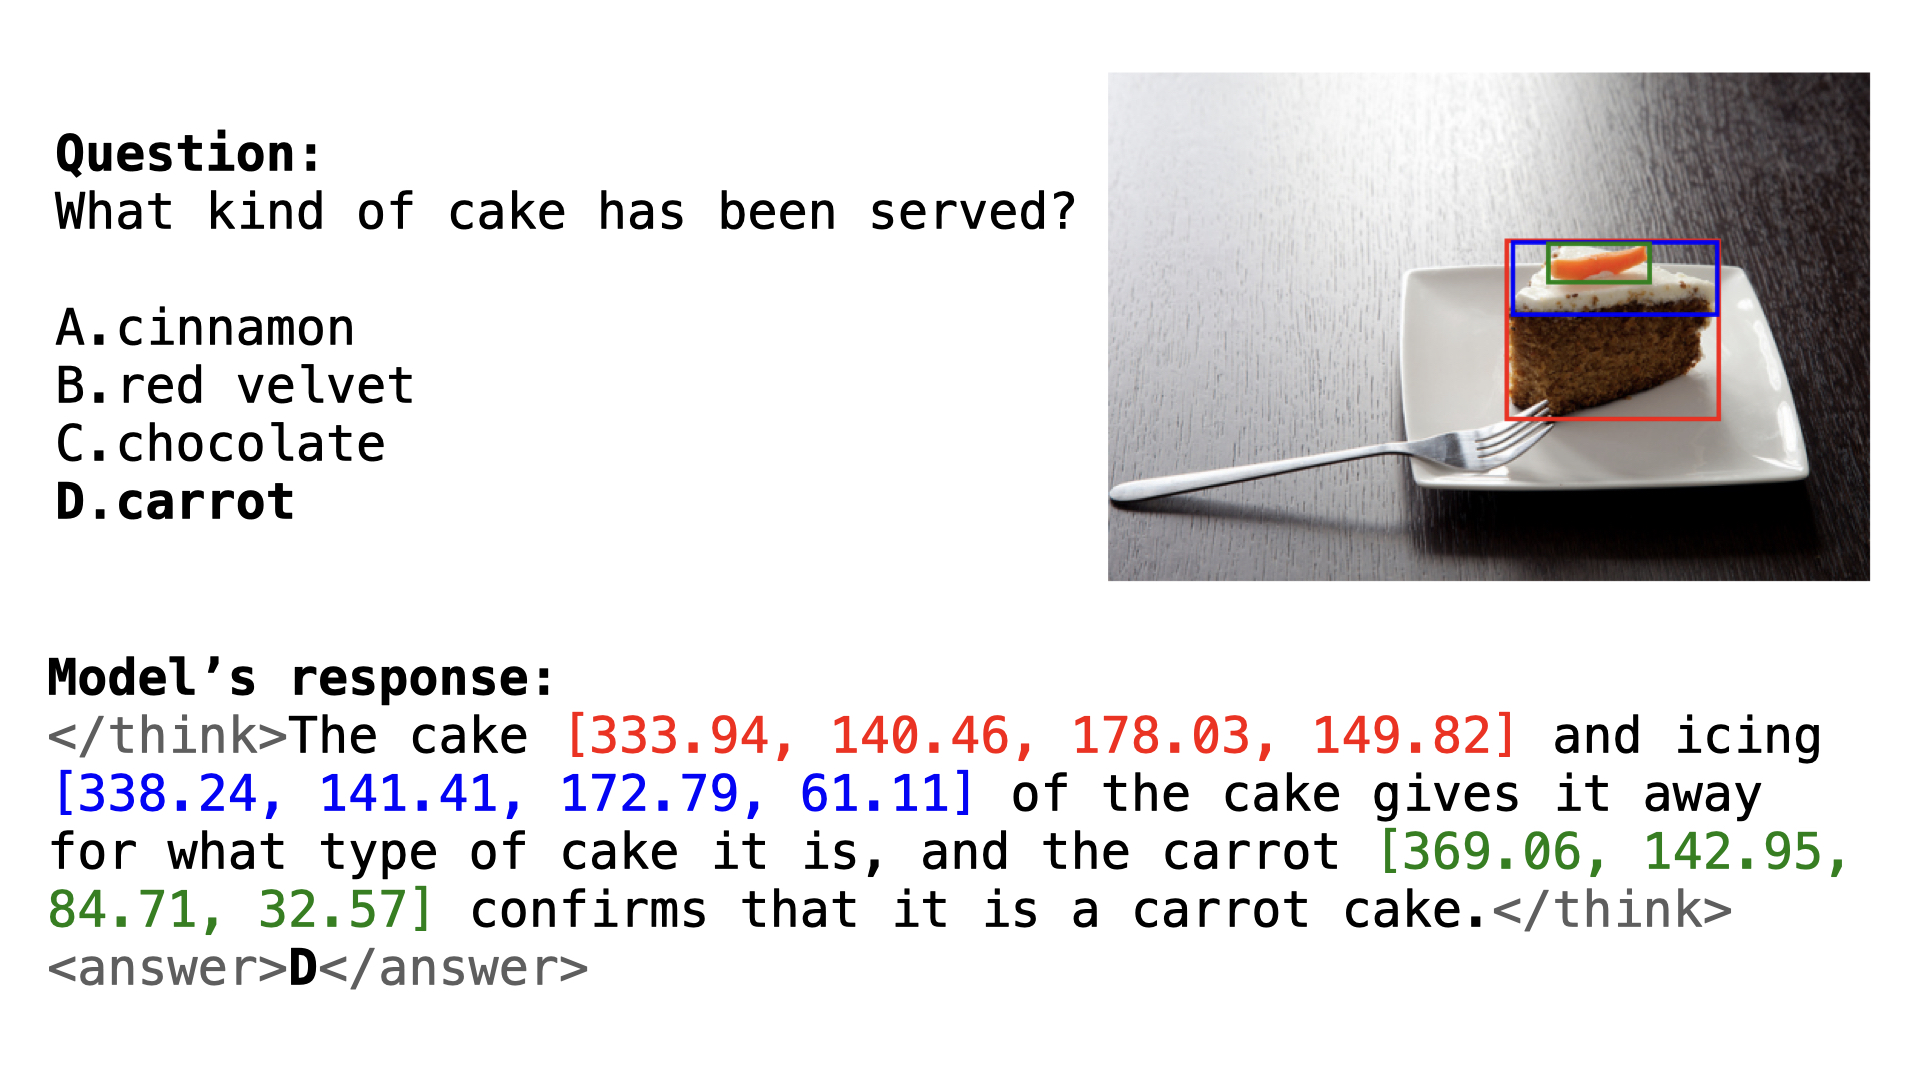 Question:
What kind of cake has been served?
A.cinnamon
B.red velvet
C.chocolate
D.carrot
Model’s response:
</think>The cake [333.94, 140.46, 178.03, 149.82] and icing
[338.24, 141.41, 172.79, 61.11] of the cake gives it away
for what type of cake it is, and the carrot [369.06, 142.95,
84.71, 32.57] confirms that it is a carrot cake.</think>
<answer>D</answer>